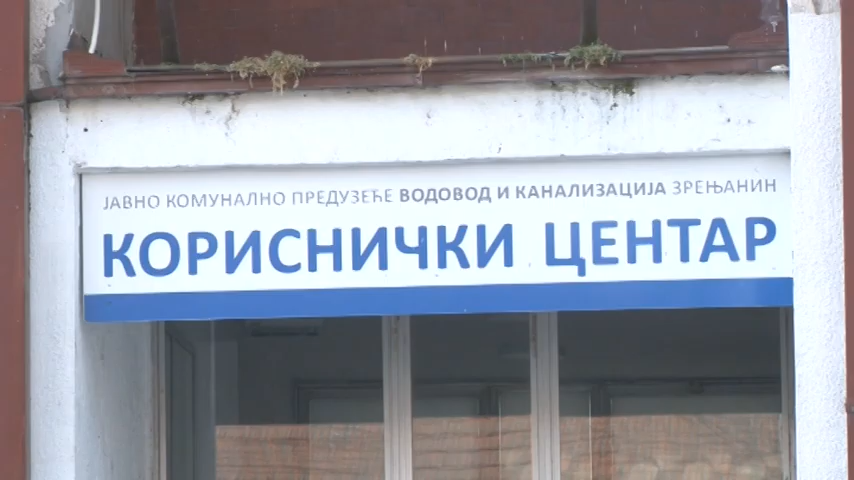 ЈАВНО КОМУНАЛНО ПРЕДУЗЕЋЕ ВОДОВОД И КАНАЛИЗАЦИЈА ЗРЕЊАНИН
КОРИСНИЧКИ ЦЕНТАР